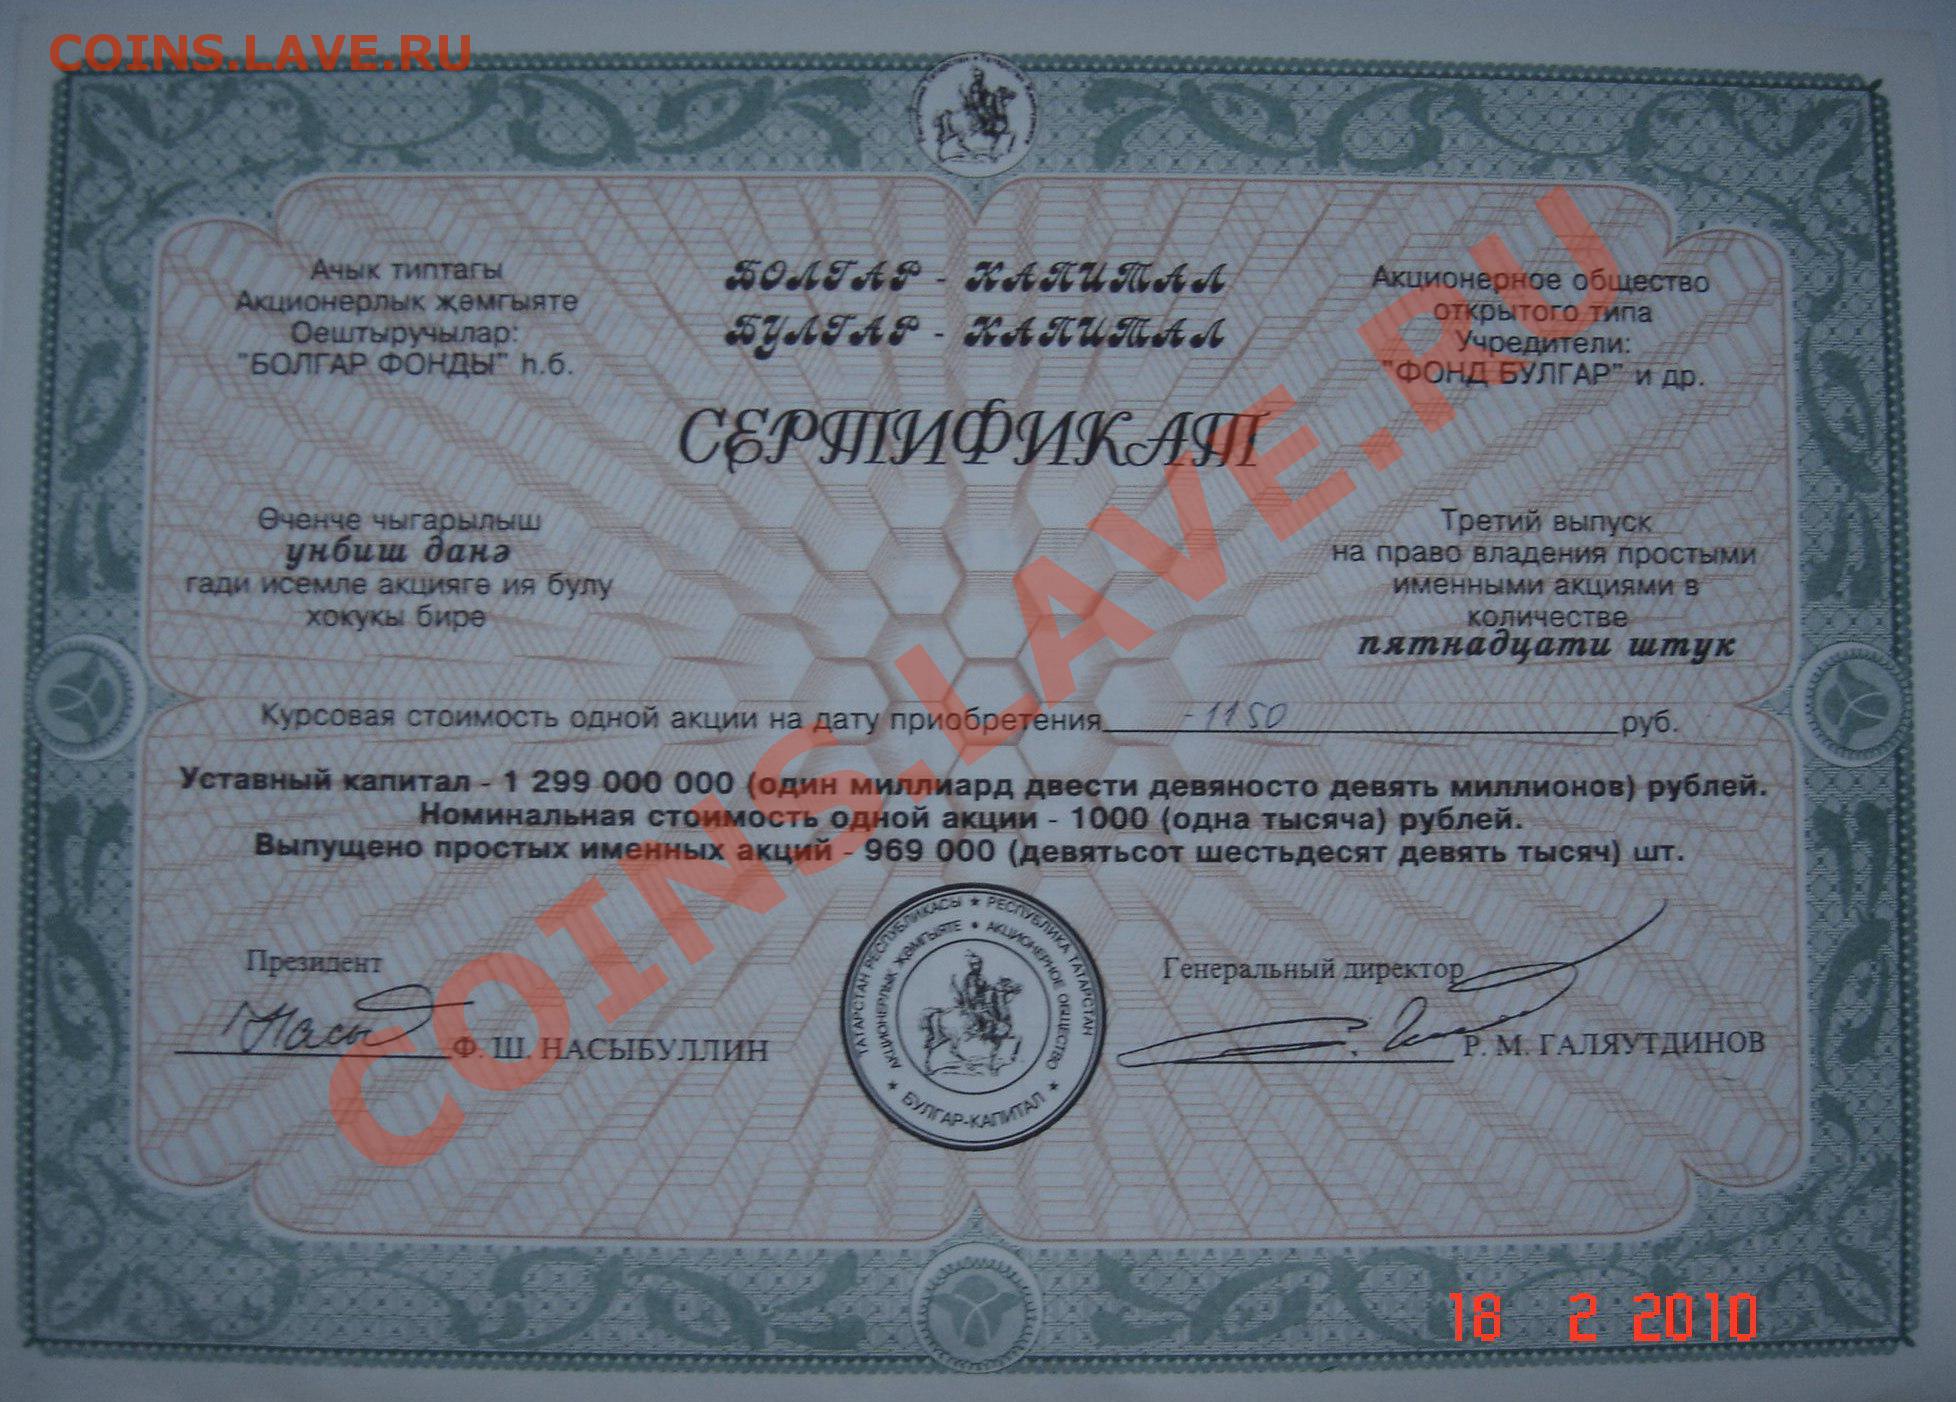 COINS.LAVE.RU
Ачык типтагы
Акционерлык җәмгыяте
Оештыручылар:
"БОЛГАР ФОНДЫ" һ.б.
БОЛГАР - КАПИТАЛ
БУЛГАР - КАПИТАЛ
Акционерное общество
открытого типа
Учредители:
"ФОНД БУЛГАР" и др.
СЕРТИФИКАТ
Өченче чыгарылыш
унбиш данә
гади исемле акциягә ия булу
хокукы бирә
Третий выпуск
на право владения простыми
именными акциями в
количестве
пятнадцати штук
Курсовая стоимость одной акции на дату приобретения -1150 руб.
Уставный капитал - 1 299 000 000 (один миллиард двести девяносто девять миллионов) рублей.
Номинальная стоимость одной акции - 1000 (одна тысяча) рублей.
Выпущено простых именных акций - 969 000 (девятьсот шестьдесят девять тысяч) шт.
Президент
Ф. Ш. НАСЫБУЛЛИН
ТАТАРСТАН РЕСПУБЛИКАСЫ ★ РЕСПУБЛИКА ТАТАРСТАН
АКЦИОНЕРЛЫК ҖӘМГЫЯТЕ • АКЦИОНЕРНОЕ ОБЩЕСТВО
★ БУЛГАР-КАПИТАЛ ★
Генеральный директор
Р. М. ГАЛЯУТДИНОВ
COINS.LAVE.RU
18 2 2010